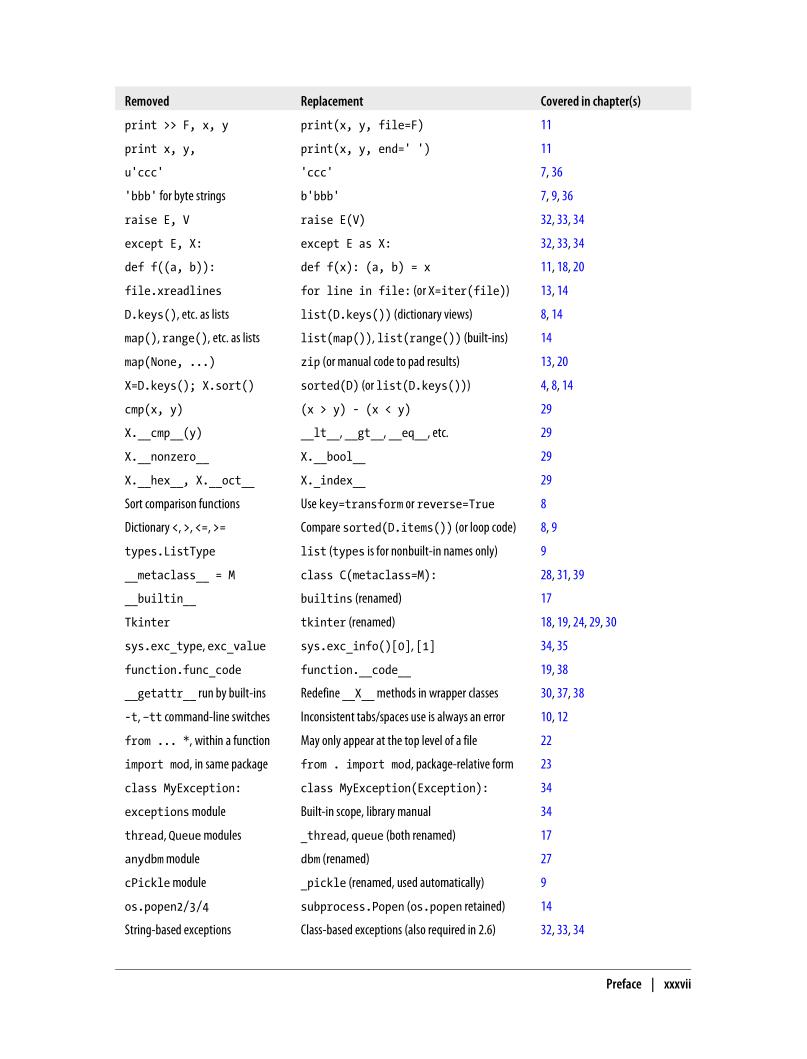 Removed Replacement Covered in chapter(s)
print >> F, x, y print(x, y, file=F) 11
print x, y, print(x, y, end=' ') 11
u'ccc' 'ccc' 7, 36
'bbb' for byte strings b'bbb' 7, 9, 36
raise E, V raise E(V) 32, 33, 34
except E, X: except E as X: 32, 33, 34
def f((a, b)): def f(x): (a, b) = x 11, 18, 20
file.xreadlines for line in file: (or X=iter(file)) 13, 14
D.keys(), etc. as lists list(D.keys()) (dictionary views) 8, 14
map(), range(), etc. as lists list(map()), list(range()) (built-ins) 14
map(None, ...) zip (or manual code to pad results) 13, 20
X=D.keys(); X.sort() sorted(D) (or list(D.keys())) 4, 8, 14
cmp(x, y) (x > y) - (x < y) 29
X.__cmp__(y) __lt__, __gt__, __eq__, etc. 29
X.__nonzero__ X.__bool__ 29
X.__hex__, X.__oct__ X._index__ 29
Sort comparison functions Use key=transform or reverse=True 8
Dictionary <, >, <=, >= Compare sorted(D.items()) (or loop code) 8, 9
types.ListType list (types is for nonbuilt-in names only) 9
__metaclass__ = M class C(metaclass=M): 28, 31, 39
__builtin__ builtins (renamed) 17
Tkinter tkinter (renamed) 18, 19, 24, 29, 30
sys.exc_type, exc_value sys.exc_info()[0], [1] 34, 35
function.func_code function.__code__ 19, 38
__getattr__ run by built-ins Redefine __X__ methods in wrapper classes 30, 37, 38
-t, –tt command-line switches Inconsistent tabs/spaces use is always an error 10, 12
from ... *, within a function May only appear at the top level of a file 22
import mod, in same package from . import mod, package-relative form 23
class MyException: class MyException(Exception): 34
exceptions module Built-in scope, library manual 34
thread, Queue modules _thread, queue (both renamed) 17
anydbm module dbm (renamed) 27
cPickle module _pickle (renamed, used automatically) 9
os.popen2/3/4 subprocess.Popen (os.popen retained) 14
String-based exceptions Class-based exceptions (also required in 2.6) 32, 33, 34
Preface | xxxvii